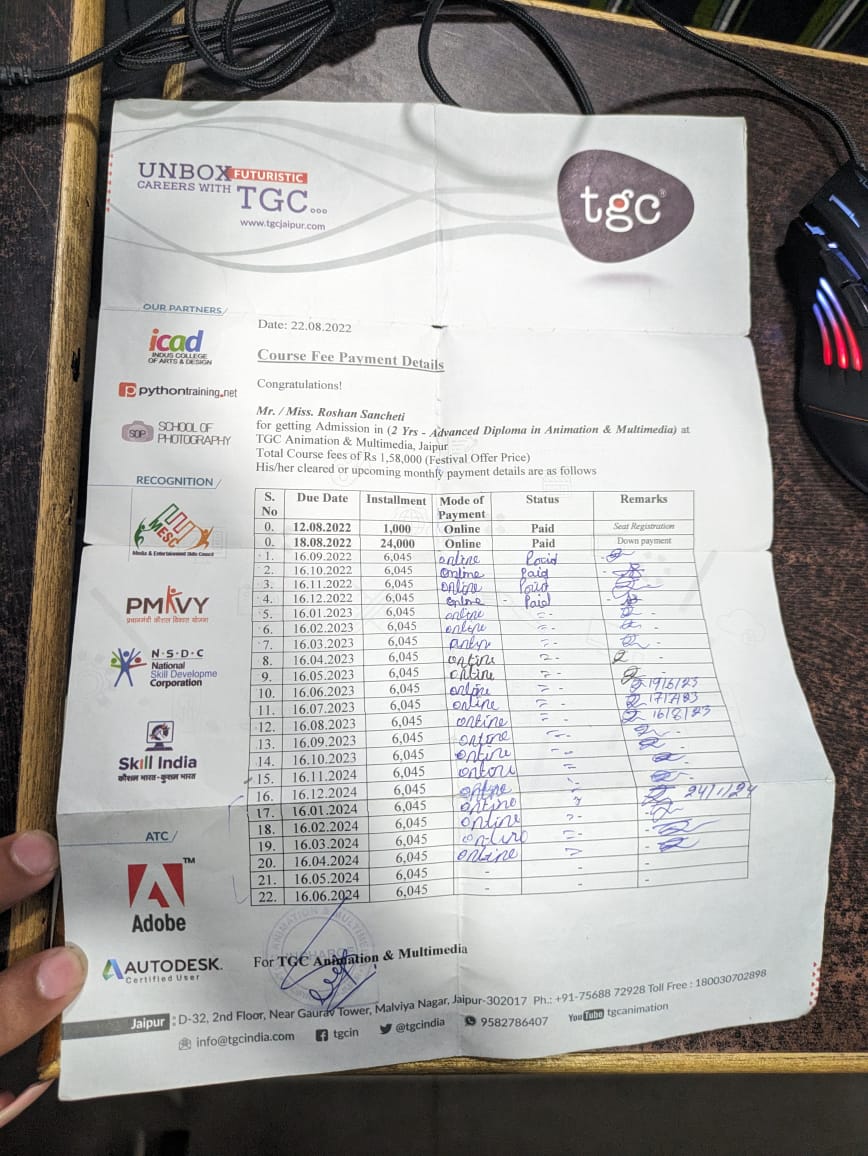 UNBOX FUTURISTIC
CAREERS WITH TGC...
www.tgcjaipur.com
tgc®
OUR PARTNERS/
icad
INDUS COLLEGE
OF ARTS & DESIGN
pythontraining.net
SOP SCHOOL OF
PHOTOGRAPHY
RECOGNITION/
MESC
Media & Entertainment Skills Council
PMKVY
प्रधानमंत्री कौशल विकास योजना
N·S·D·C
National
Skill Developme
Corporation
Skill India
कौशल भारत-कुशल भारत
ATC/
Adobe™
AUTODESK.
Certified User
Date: 22.08.2022
Course Fee Payment Details
Congratulations!
Mr. / Miss. Roshan Sancheti
for getting Admission in (2 Yrs - Advanced Diploma in Animation & Multimedia) at
TGC Animation & Multimedia, Jaipur
Total Course fees of Rs 1,58,000 (Festival Offer Price)
His/her cleared or upcoming monthly payment details are as follows
S. No Due Date Installment Mode of Payment Status Remarks
0. 12.08.2022 1,000 Online Paid Seat Registration
0. 18.08.2022 24,000 Online Paid Down payment
1. 16.09.2022 6,045 online Paid
2. 16.10.2022 6,045 online Paid
3. 16.11.2022 6,045 online Paid
4. 16.12.2022 6,045 online - Paid
5. 16.01.2023 6,045 online
6. 16.02.2023 6,045 online
7. 16.03.2023 6,045 online
8. 16.04.2023 6,045 online
9. 16.05.2023 6,045 online
10. 16.06.2023 6,045 online 19/6/23
11. 16.07.2023 6,045 online 17/7/23
12. 16.08.2023 6,045 online 16/8/23
13. 16.09.2023 6,045 online
14. 16.10.2023 6,045 online
15. 16.11.2024 6,045 online
16. 16.12.2024 6,045 online 24/1/24
17. 16.01.2024 6,045 online
18. 16.02.2024 6,045 online
19. 16.03.2024 6,045 online
20. 16.04.2024 6,045 online
21. 16.05.2024 6,045 - - -
22. 16.06.2024 6,045 - - -
For TGC Animation & Multimedia
Jaipur : D-32, 2nd Floor, Near Gaurav Tower, Malviya Nagar, Jaipur-302017 Ph.: +91-75688 72928 Toll Free : 180030702898
info@tgcindia.com tgcin @tgcindia 9582786407 YouTube tgcanimation